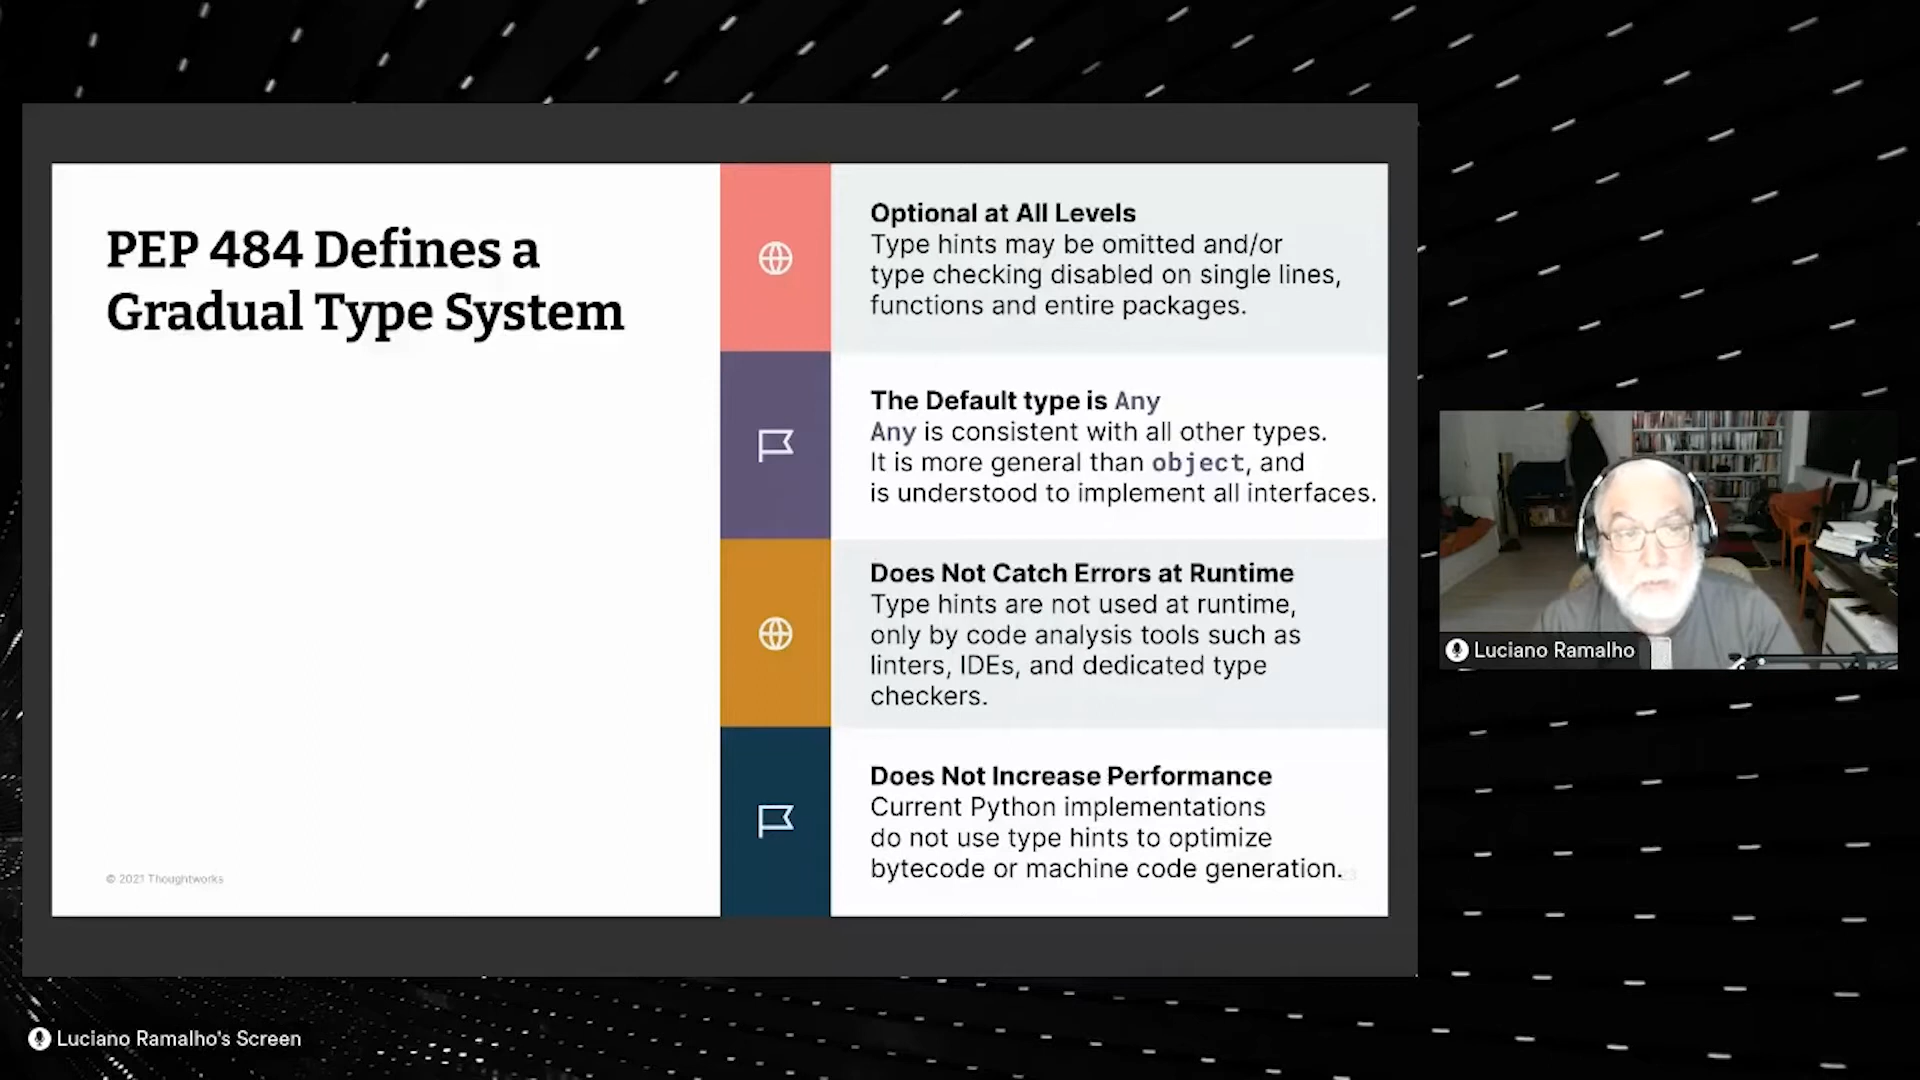 PEP 484 Defines a
Gradual Type System
Optional at All Levels
Type hints may be omitted and/or
type checking disabled on single lines,
functions and entire packages.
The Default type is Any
Any is consistent with all other types.
It is more general than object, and
is understood to implement all interfaces.
Does Not Catch Errors at Runtime
Type hints are not used at runtime,
only by code analysis tools such as
linters, IDEs, and dedicated type
checkers.
Does Not Increase Performance
Current Python implementations
do not use type hints to optimize
bytecode or machine code generation.
© 2021 Thoughtworks
23
Luciano Ramalho
Luciano Ramalho's Screen